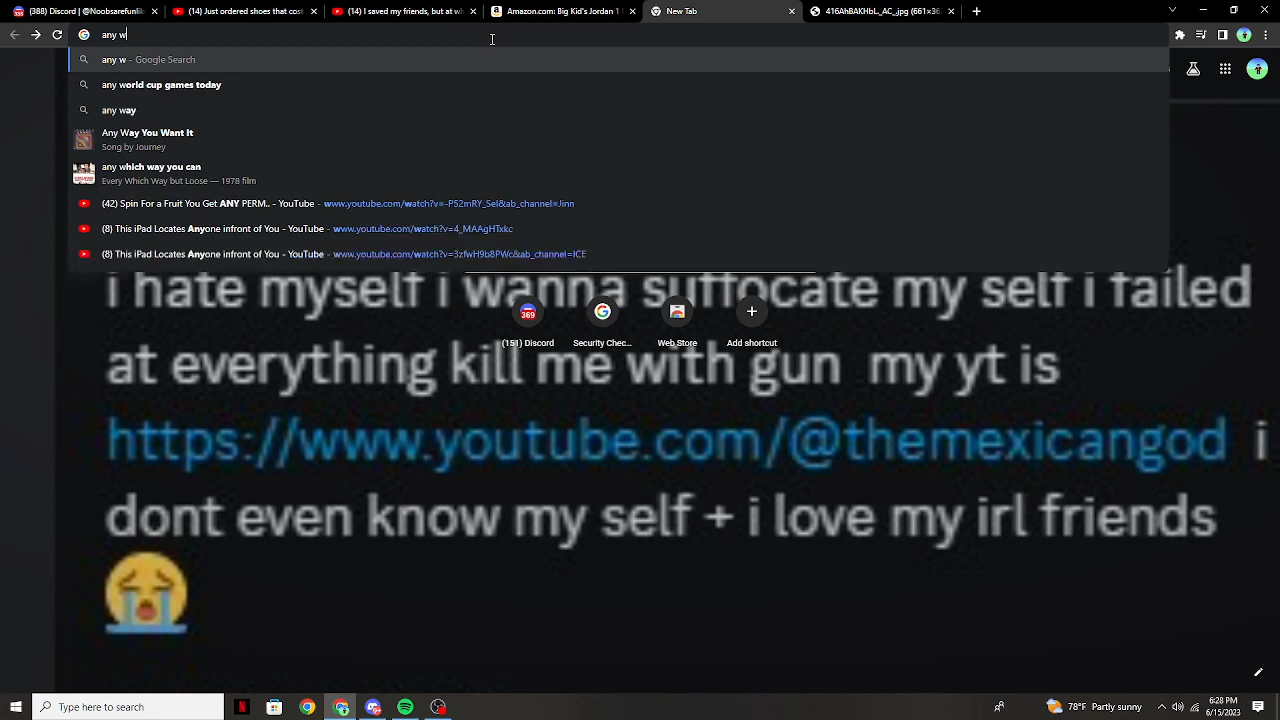 (388) Discord | #Noobsarefunlik
(14) Just ordered shoes that cost
(14) I saved my friends, but at wh
Amazon.com: Big Kid's Jordan 1
New Tab
416AhBAKHbL_AC_.jpg (661×36
any w
any w - Google Search
any world cup games today
any way
Any Way You Want It
Song by Journey
any which way you can
Every Which Way but Loose — 1978 film
(42) Spin For a Fruit You Get ANY PERM.. - YouTube - www.youtube.com/watch?v=-P52mRY_SeI&ab_channel=Jinn
(8) This iPad Locates Anyone infront of You - YouTube - www.youtube.com/watch?v=4_MAAgHTxkc
(8) This iPad Locates Anyone infront of You - YouTube - www.youtube.com/watch?v=3zfwH9b8PWc&ab_channel=ICE
i hate myself i wanna suffocate my self i failed
369
(151) Discord
Security Chec...
Web Store
Add shortcut
at everything kill me with gun my yt is
https://www.youtube.com/@themexicangod i
dont even know my self + i love my irl friends
Type here to search
78°F Partly sunny
6:28 PM
6/15/2023